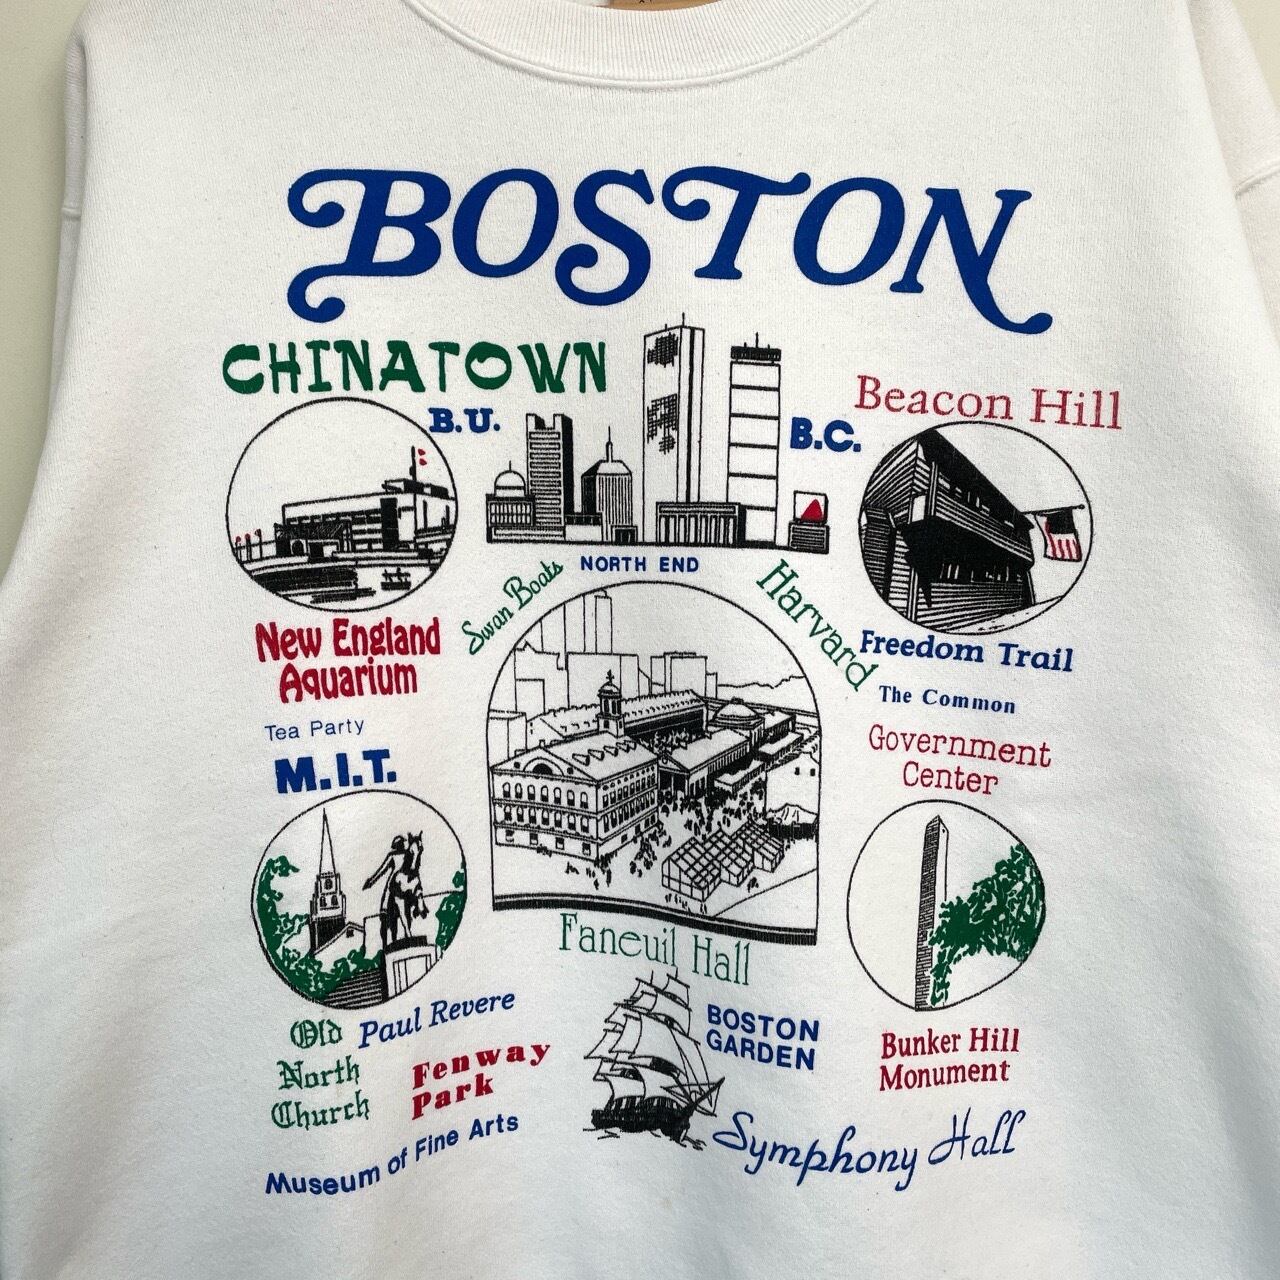 BOSTON
CHINATOWN
B.U.
B.C.
Beacon Hill
NORTH END
Swan Boats
Harvard
New England
Aquarium
Freedom Trail
The Common
Tea Party
M.I.T.
Government
Center
Faneuil Hall
Old
North
Church
Paul Revere
Fenway
Park
BOSTON
GARDEN
Bunker Hill
Monument
Museum of Fine Arts
Symphony Hall